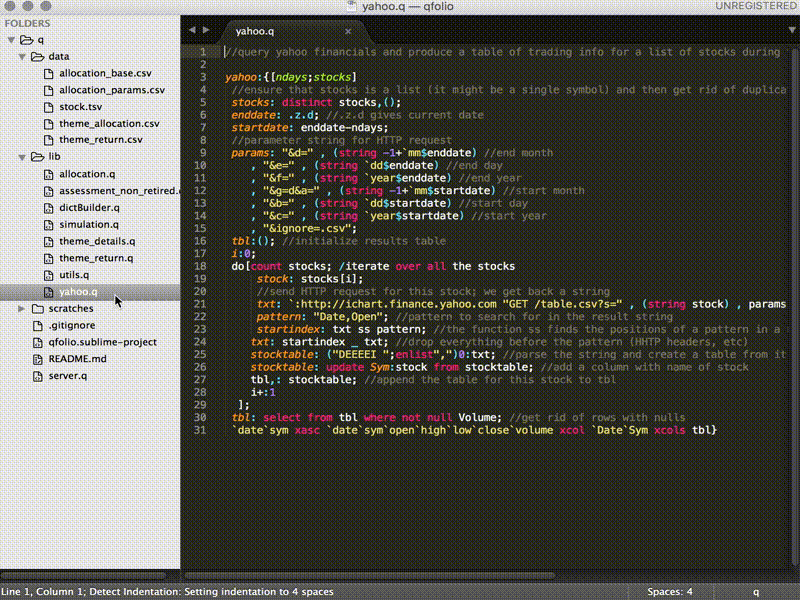 yahoo.q — qfolio
UNREGISTERED
FOLDERS
q
data
allocation_base.csv
allocation_params.csv
stock.tsv
theme_allocation.csv
theme_return.csv
lib
allocation.q
assessment_non_retired.
dictBuilder.q
simulation.q
theme_details.q
theme_return.q
utils.q
yahoo.q
scratches
.gitignore
qfolio.sublime-project
README.md
server.q
yahoo.q ×
1 //query yahoo financials and produce a table of trading info for a list of stocks during
2
3 yahoo:{[ndays;stocks]
4 //ensure that stocks is a list (it might be a single symbol) and then get rid of duplica
5 stocks: distinct stocks,();
6 enddate: .z.d; //.z.d gives current date
7 startdate: enddate-ndays;
8 //parameter string for HTTP request
9 params: "&d=" , (string -1+`mm$enddate) //end month
10 , "&e=" , (string `dd$enddate) //end day
11 , "&f=" , (string `year$enddate) //end year
12 , "&g=d&a=" , (string -1+`mm$startdate) //start month
13 , "&b=" , (string `dd$startdate) //start day
14 , "&c=" , (string `year$startdate) //start year
15 , "&ignore=.csv";
16 tbl:(); //initialize results table
17 i:0;
18 do[count stocks; /iterate over all the stocks
19 stock: stocks[i];
20 //send HTTP request for this stock; we get back a string
21 txt: `:http://ichart.finance.yahoo.com "GET /table.csv?s=" , (string stock) , params
22 pattern: "Date,Open"; //pattern to search for in the result string
23 startindex: txt ss pattern; //the function ss finds the positions of a pattern in a
24 txt: startindex _ txt; //drop everything before the pattern (HHTP headers, etc)
25 stocktable: ("DEEEEI ";enlist",")0:txt; //parse the string and create a table from it
26 stocktable: update Sym:stock from stocktable; //add a column with name of stock
27 tbl,: stocktable; //append the table for this stock to tbl
28 i+:1
29 ];
30 tbl: select from tbl where not null Volume; //get rid of rows with nulls
31 `date`sym xasc `date`sym`open`high`low`close`volume xcol `Date`Sym xcols tbl}
Line 1, Column 1; Detect Indentation: Setting indentation to 4 spaces
Spaces: 4
q